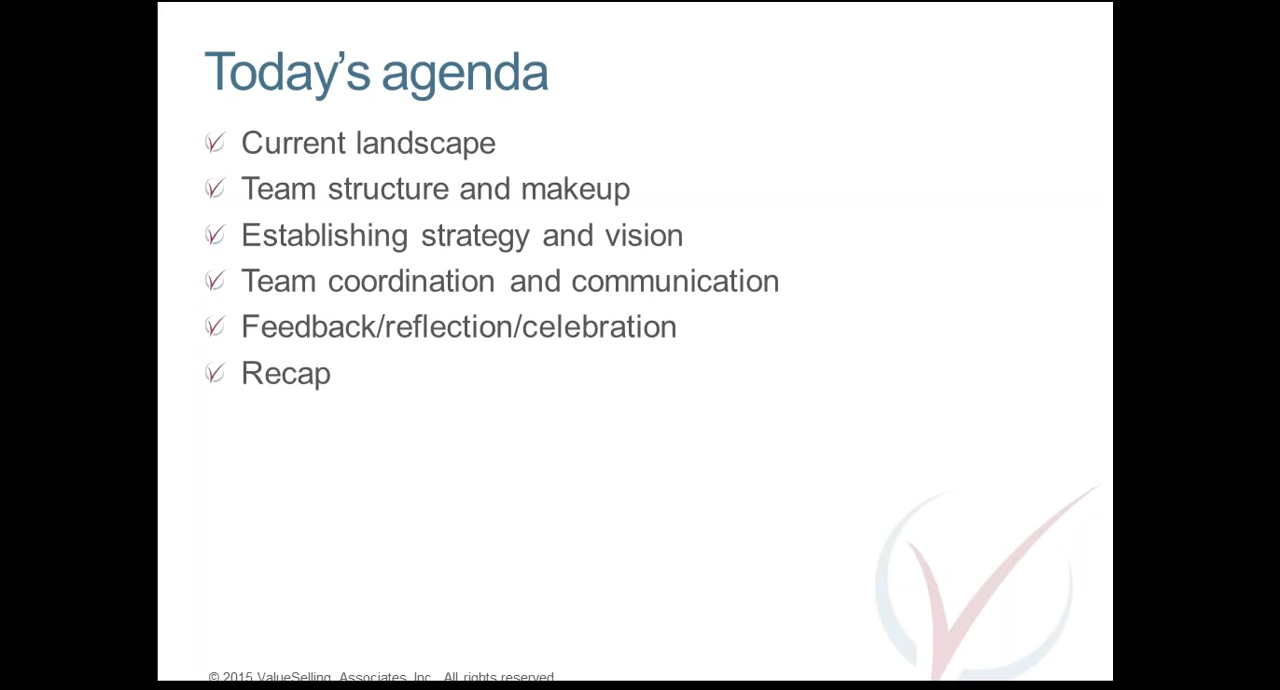 Today’s agenda
Current landscape
Team structure and makeup
Establishing strategy and vision
Team coordination and communication
Feedback/reflection/celebration
Recap
© 2015 ValueSelling Associates, Inc. All rights reserved